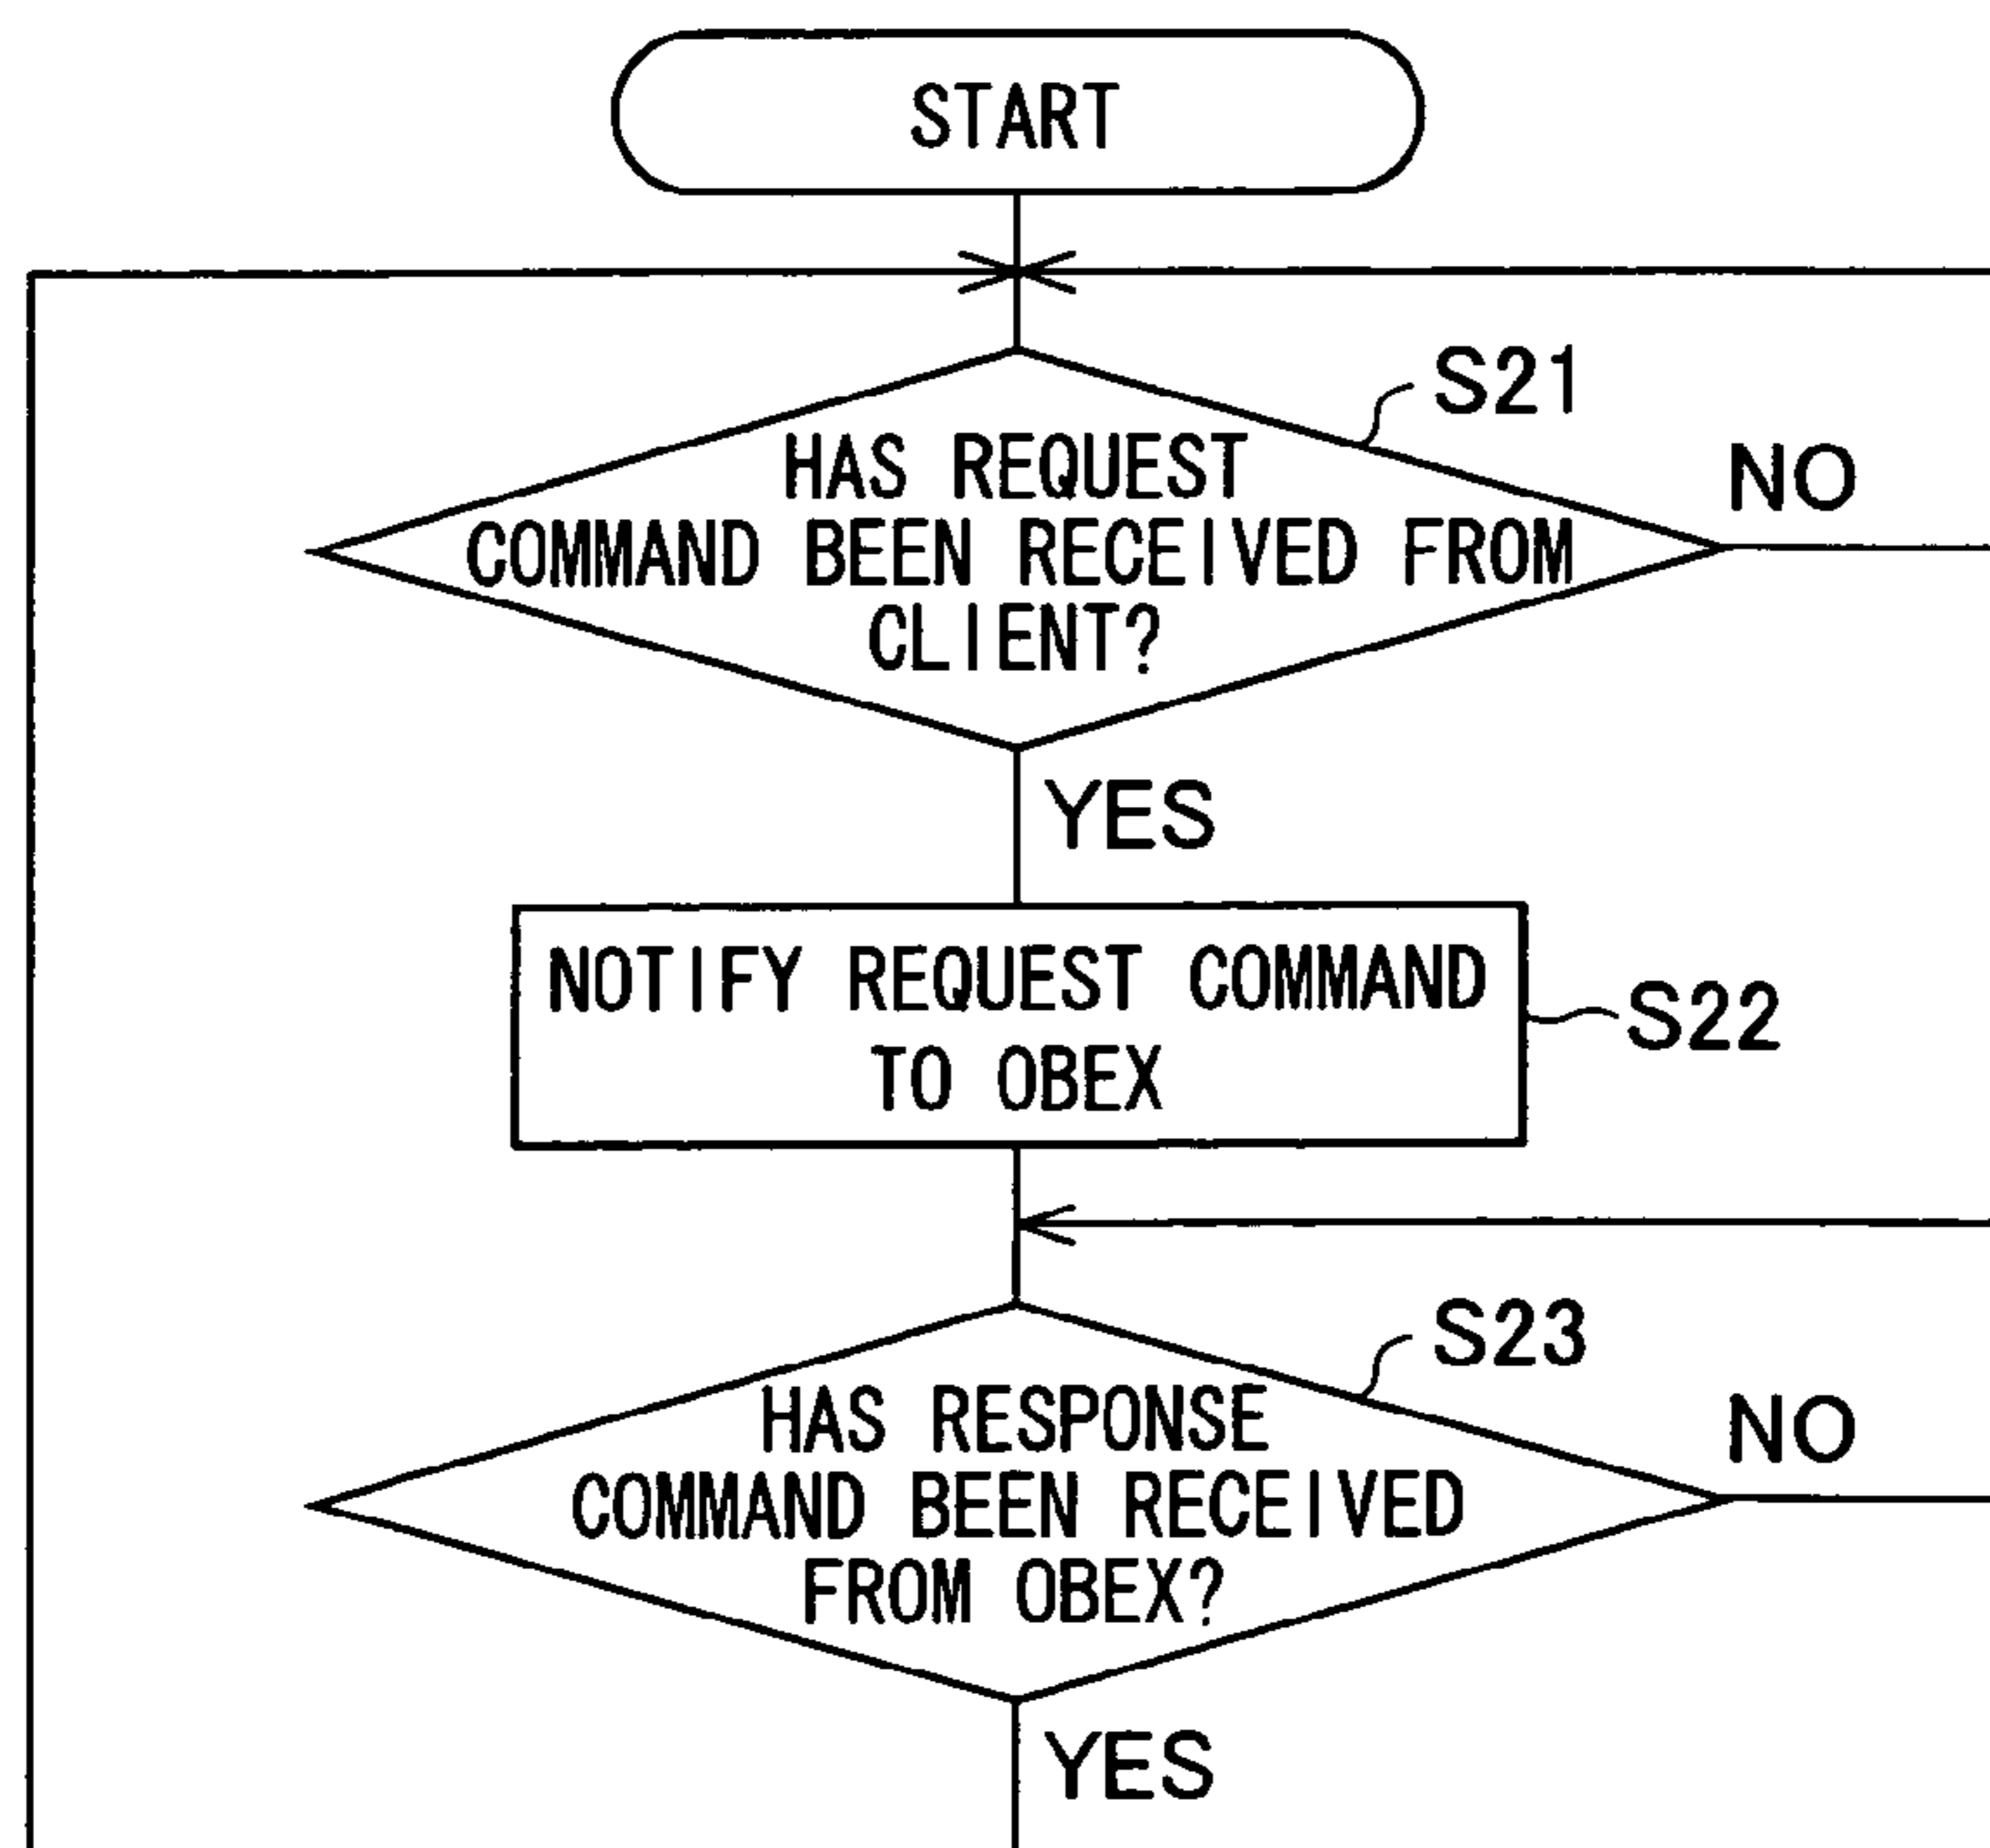 START
S21
HAS REQUEST
COMMAND BEEN RECEIVED FROM
CLIENT?
NO
YES
NOTIFY REQUEST COMMAND
TO OBEX
S22
S23
HAS RESPONSE
COMMAND BEEN RECEIVED
FROM OBEX?
NO
YES